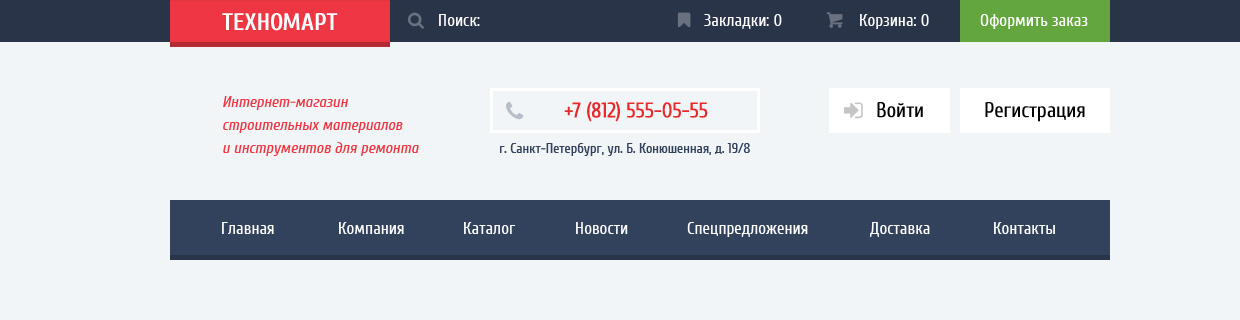 ТЕХНОМАРТ
Поиск:
Закладки: 0
Корзина: 0
Оформить заказ
Интернет-магазин
строительных материалов
и инструментов для ремонта
+7 (812) 555-05-55
г. Санкт-Петербург, ул. Б. Конюшенная, д. 19/8
Войти
Регистрация
Главная
Компания
Каталог
Новости
Спецпредложения
Доставка
Контакты